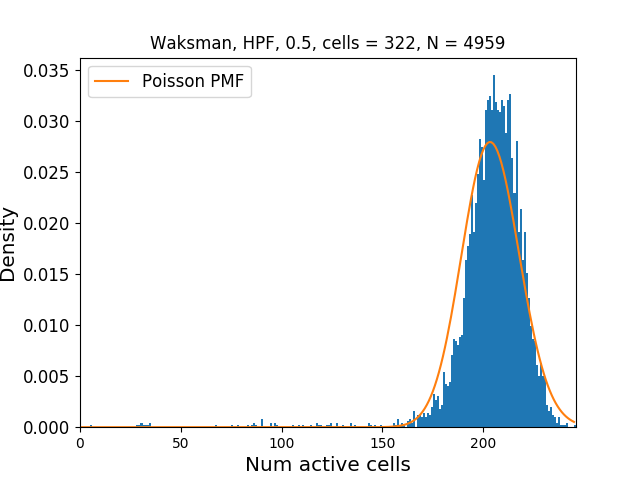 Waksman, HPF, 0.5, cells = 322, N = 4959
Poisson PMF
0.035
0.030
0.025
0.020
0.015
0.010
0.005
0.000
Density
0 50 100 150 200
Num active cells